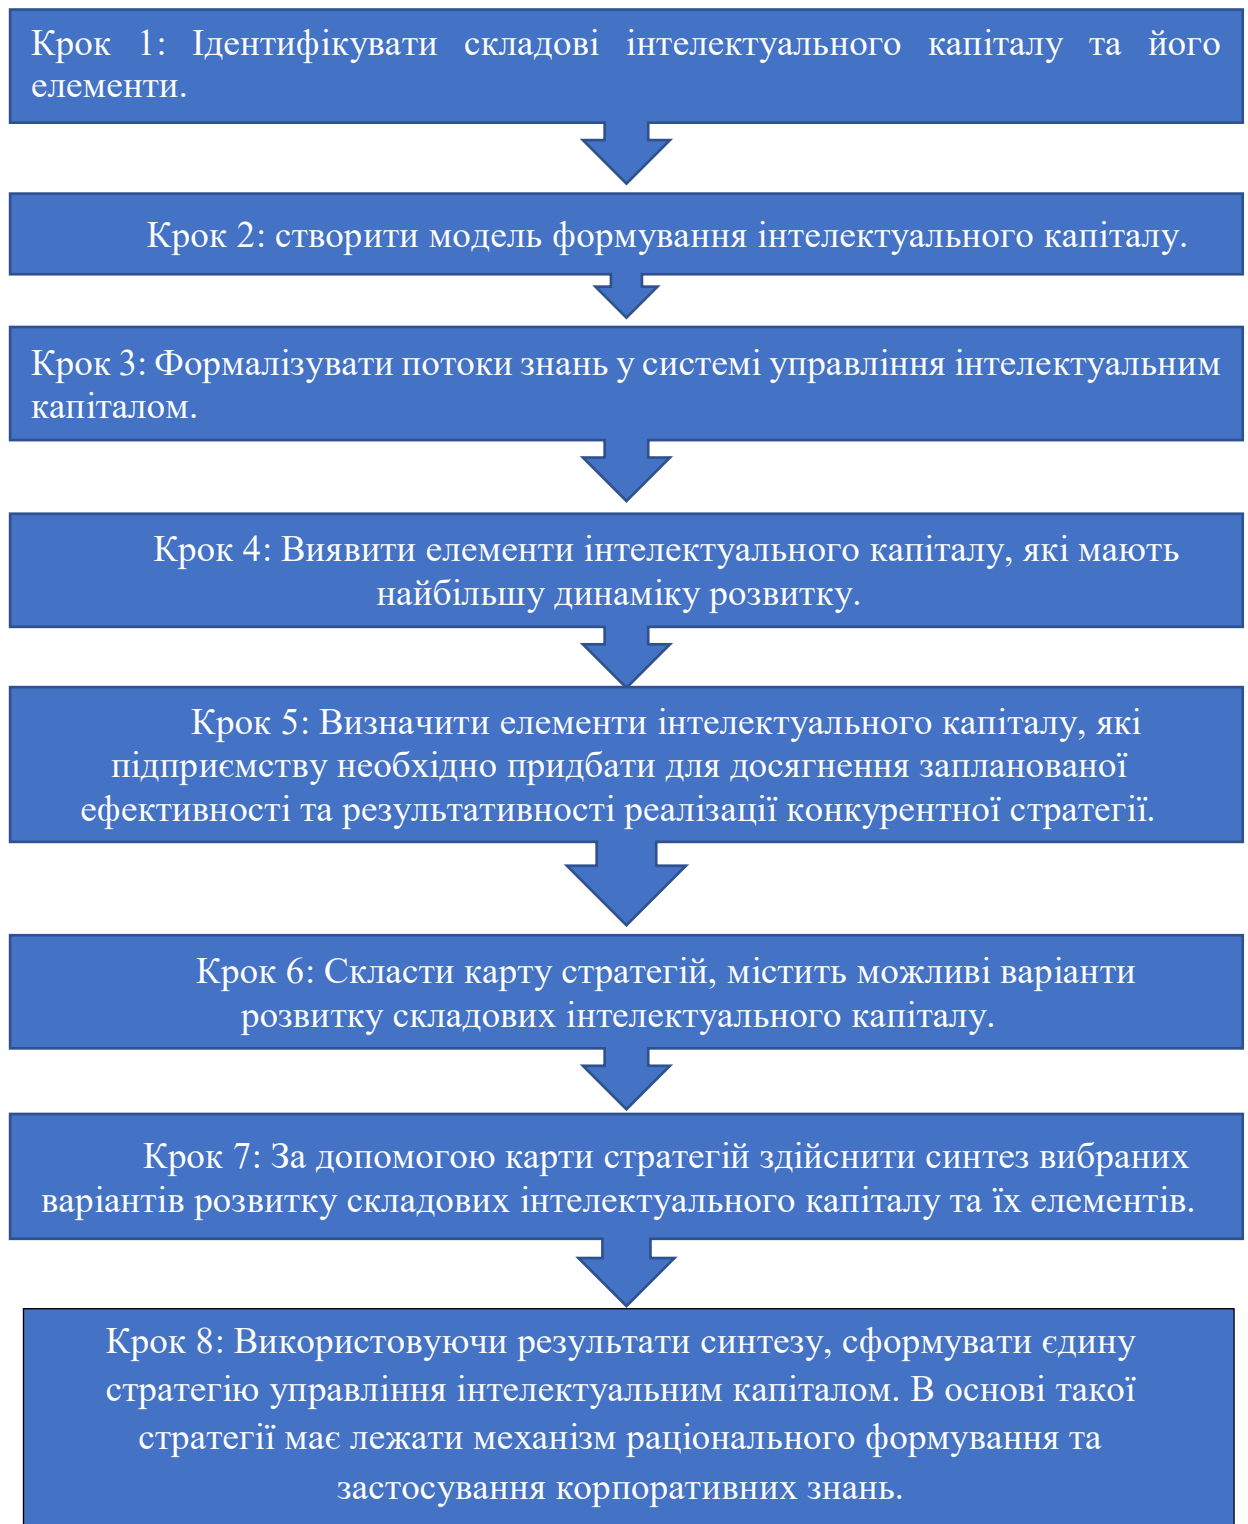 Крок 1: Ідентифікувати складові інтелектуального капіталу та його
елементи.
Крок 2: створити модель формування інтелектуального капіталу.
Крок 3: Формалізувати потоки знань у системі управління інтелектуальним
капіталом.
Крок 4: Виявити елементи інтелектуального капіталу, які мають
найбільшу динаміку розвитку.
Крок 5: Визначити елементи інтелектуального капіталу, які
підприємству необхідно придбати для досягнення запланованої
ефективності та результативності реалізації конкурентної стратегії.
Крок 6: Скласти карту стратегій, містить можливі варіанти
розвитку складових інтелектуального капіталу.
Крок 7: За допомогою карти стратегій здійснити синтез вибраних
варіантів розвитку складових інтелектуального капіталу та їх елементів.
Крок 8: Використовуючи результати синтезу, сформувати єдину
стратегію управління інтелектуальним капіталом. В основі такої
стратегії має лежати механізм раціонального формування та
застосування корпоративних знань.